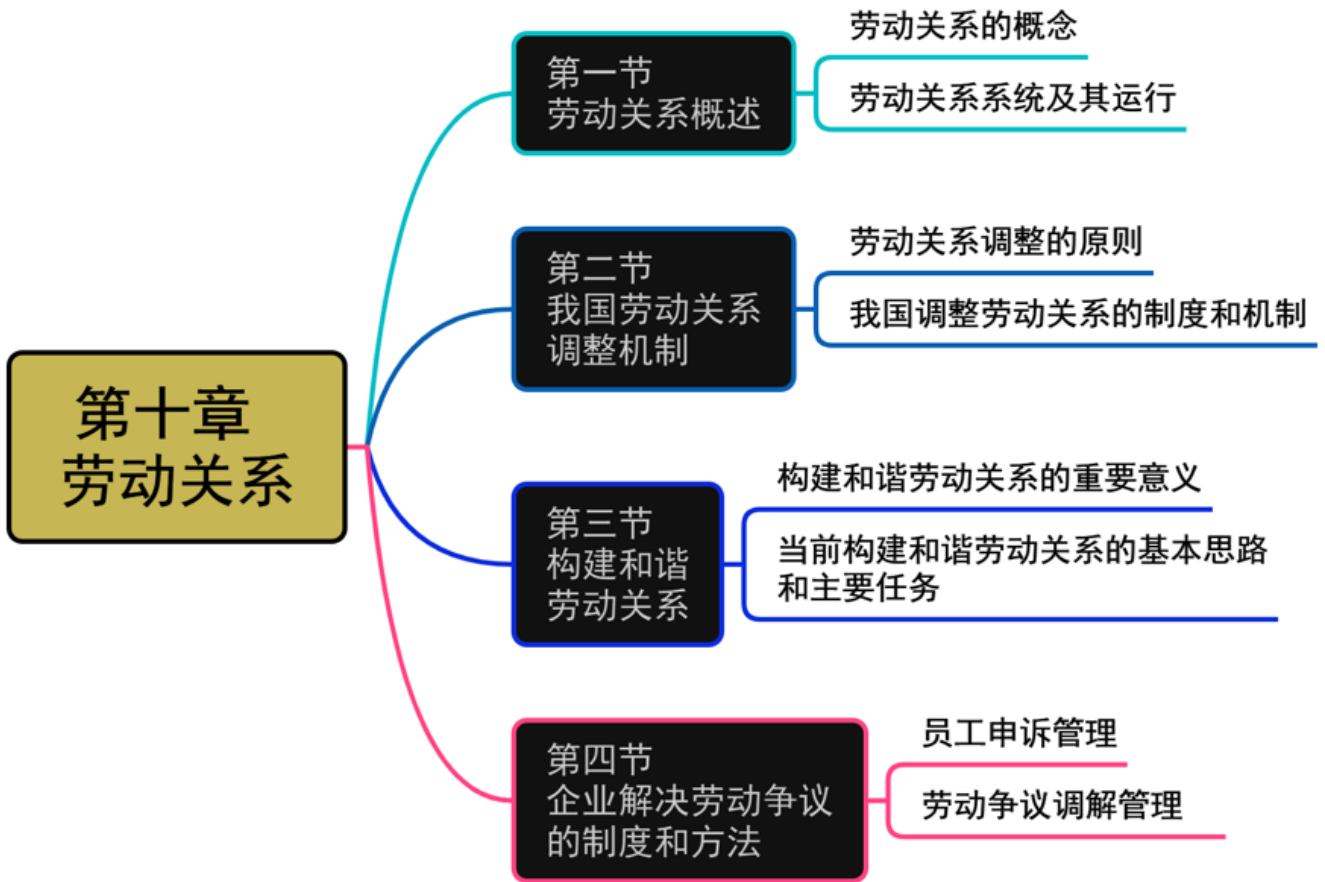 第十章
劳动关系
第一节
劳动关系概述
劳动关系的概念
劳动关系系统及其运行
第二节
我国劳动关系
调整机制
劳动关系调整的原则
我国调整劳动关系的制度和机制
第三节
构建和谐
劳动关系
构建和谐劳动关系的重要意义
当前构建和谐劳动关系的基本思路
和主要任务
第四节
企业解决劳动争议
的制度和方法
员工申诉管理
劳动争议调解管理